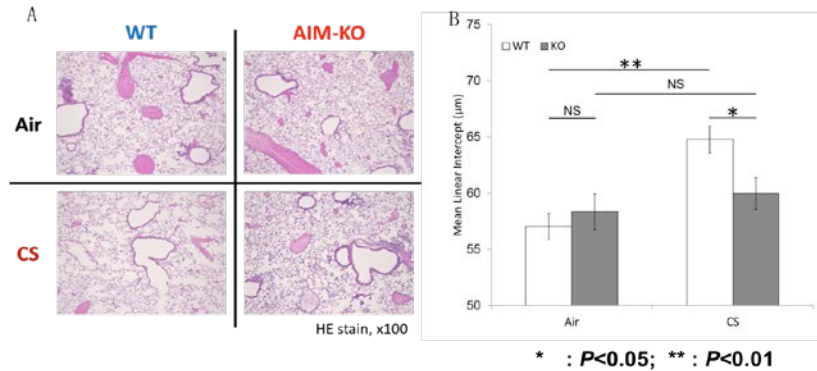 A
WT
AIM-KO
Air
CS
HE stain, x100
B
WT
KO
Mean Linear Intercept (µm)
75
70
65
60
55
50
**
NS
NS
*
Air
CS
* : P<0.05; ** : P<0.01